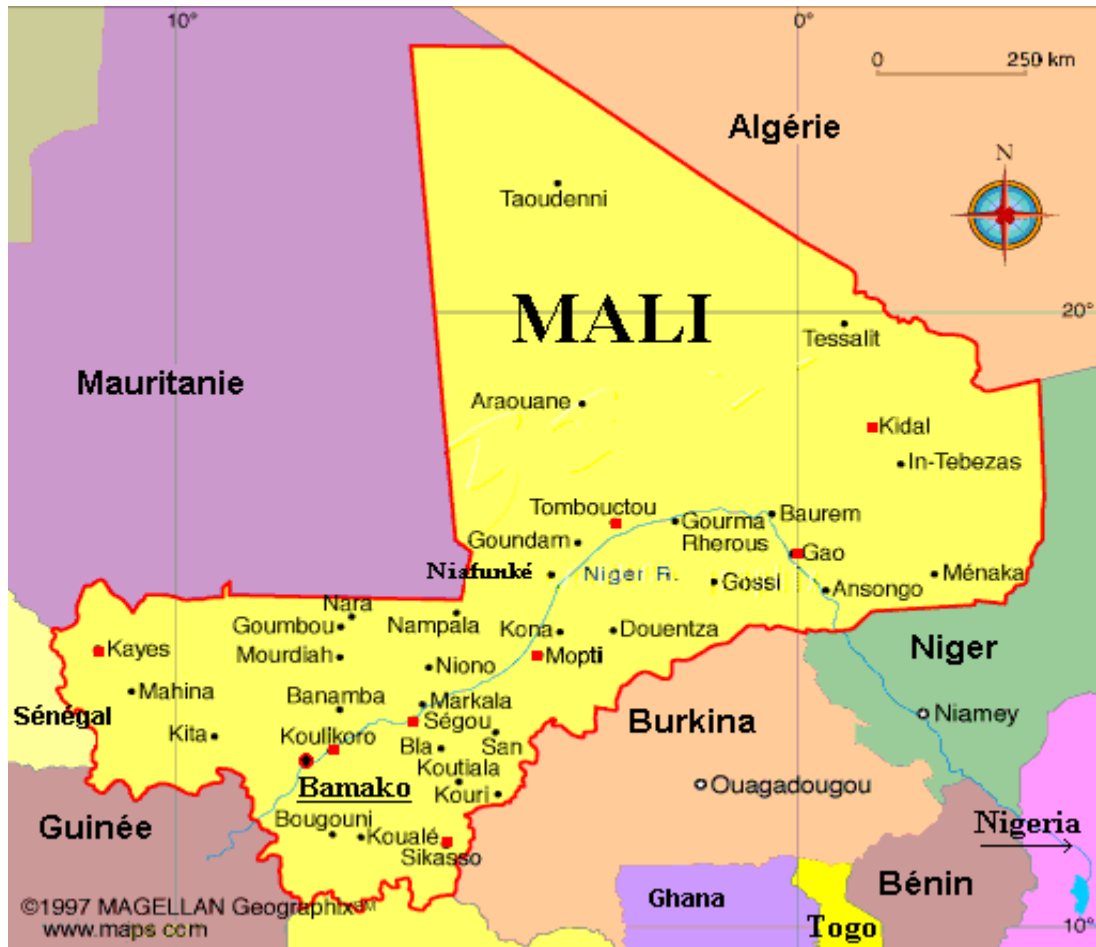 10°
0°
0 250 km
Algérie
N
Taoudenni
MALI
20°
Tessalit
Mauritanie
Araouane
Kidal
In-Tebezas
Tombouctou
Gourma
Rherous
Baurem
Goundam
Gao
Niafunké
Niger R.
Gossi
Ansongo
Ménaka
Nara
Goumbou
Nampala
Kona
Douentza
Kayes
Mourdiah
Niono
Mopti
Niger
Mahina
Banamba
Markala
Sénégal
Ségou
Burkina
Niamey
Kita
Koulikoro
Bla
San
Bamako
Koutiala
Kouri
Ouagadougou
Guinée
Bougouni
Koualé
Sikasso
Nigeria
Ghana
Bénin
©1997 MAGELLAN Geographix℠
www.maps com
Togo
10°